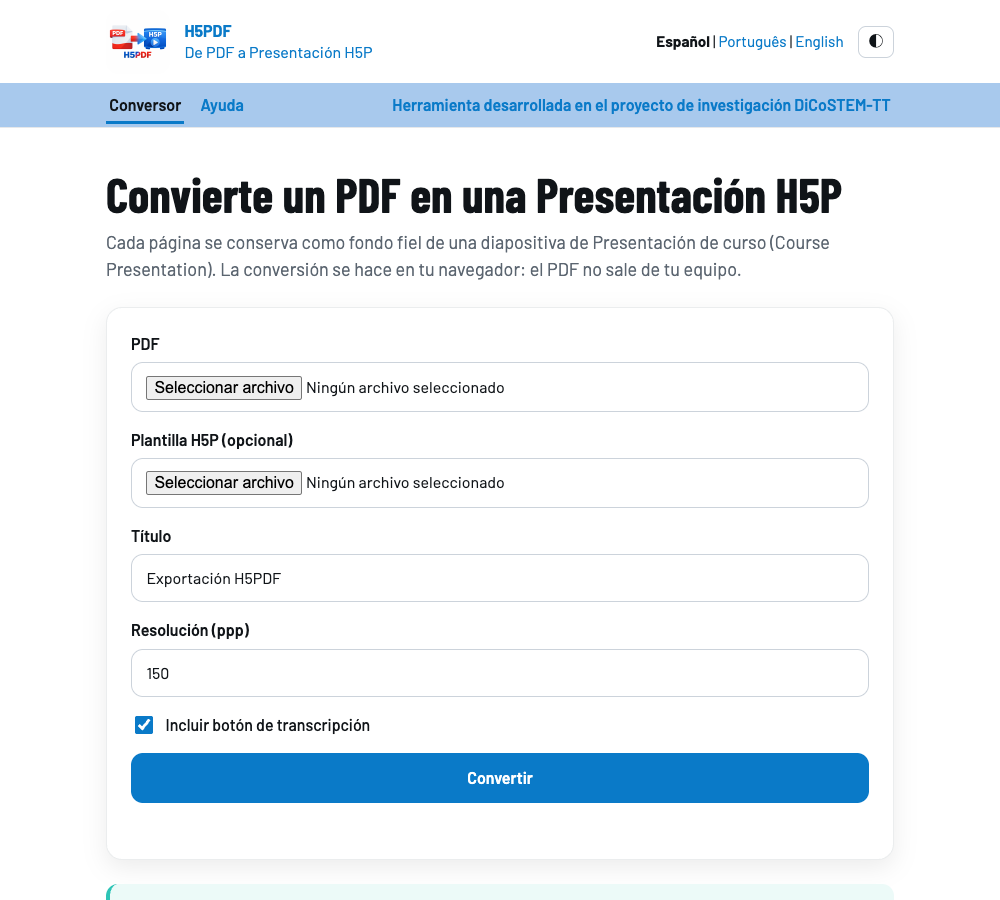 PDF
H5P
H5PDF
H5PDF
De PDF a Presentación H5P
Español | Português | English
Conversor
Ayuda
Herramienta desarrollada en el proyecto de investigación DiCoSTEM-TT
Convierte un PDF en una Presentación H5P
Cada página se conserva como fondo fiel de una diapositiva de Presentación de curso (Course
Presentation). La conversión se hace en tu navegador: el PDF no sale de tu equipo.
PDF
Seleccionar archivo Ningún archivo seleccionado
Plantilla H5P (opcional)
Seleccionar archivo Ningún archivo seleccionado
Título
Exportación H5PDF
Resolución (ppp)
150
Incluir botón de transcripción
Convertir